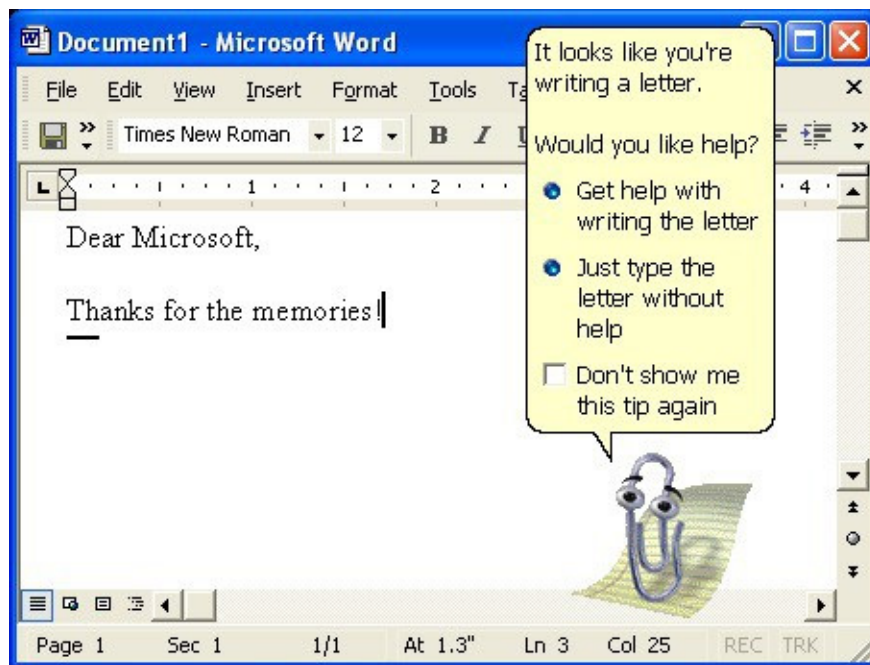 Document1 - Microsoft Word
File Edit View Insert Format Tools
Times New Roman 12 B I
1 2 4
Dear Microsoft,
Thanks for the memories!
It looks like you're
writing a letter.
Would you like help?
Get help with
writing the letter
Just type the
letter without
help
Don't show me
this tip again
Page 1 Sec 1 1/1 At 1.3" Ln 3 Col 25 REC TRK